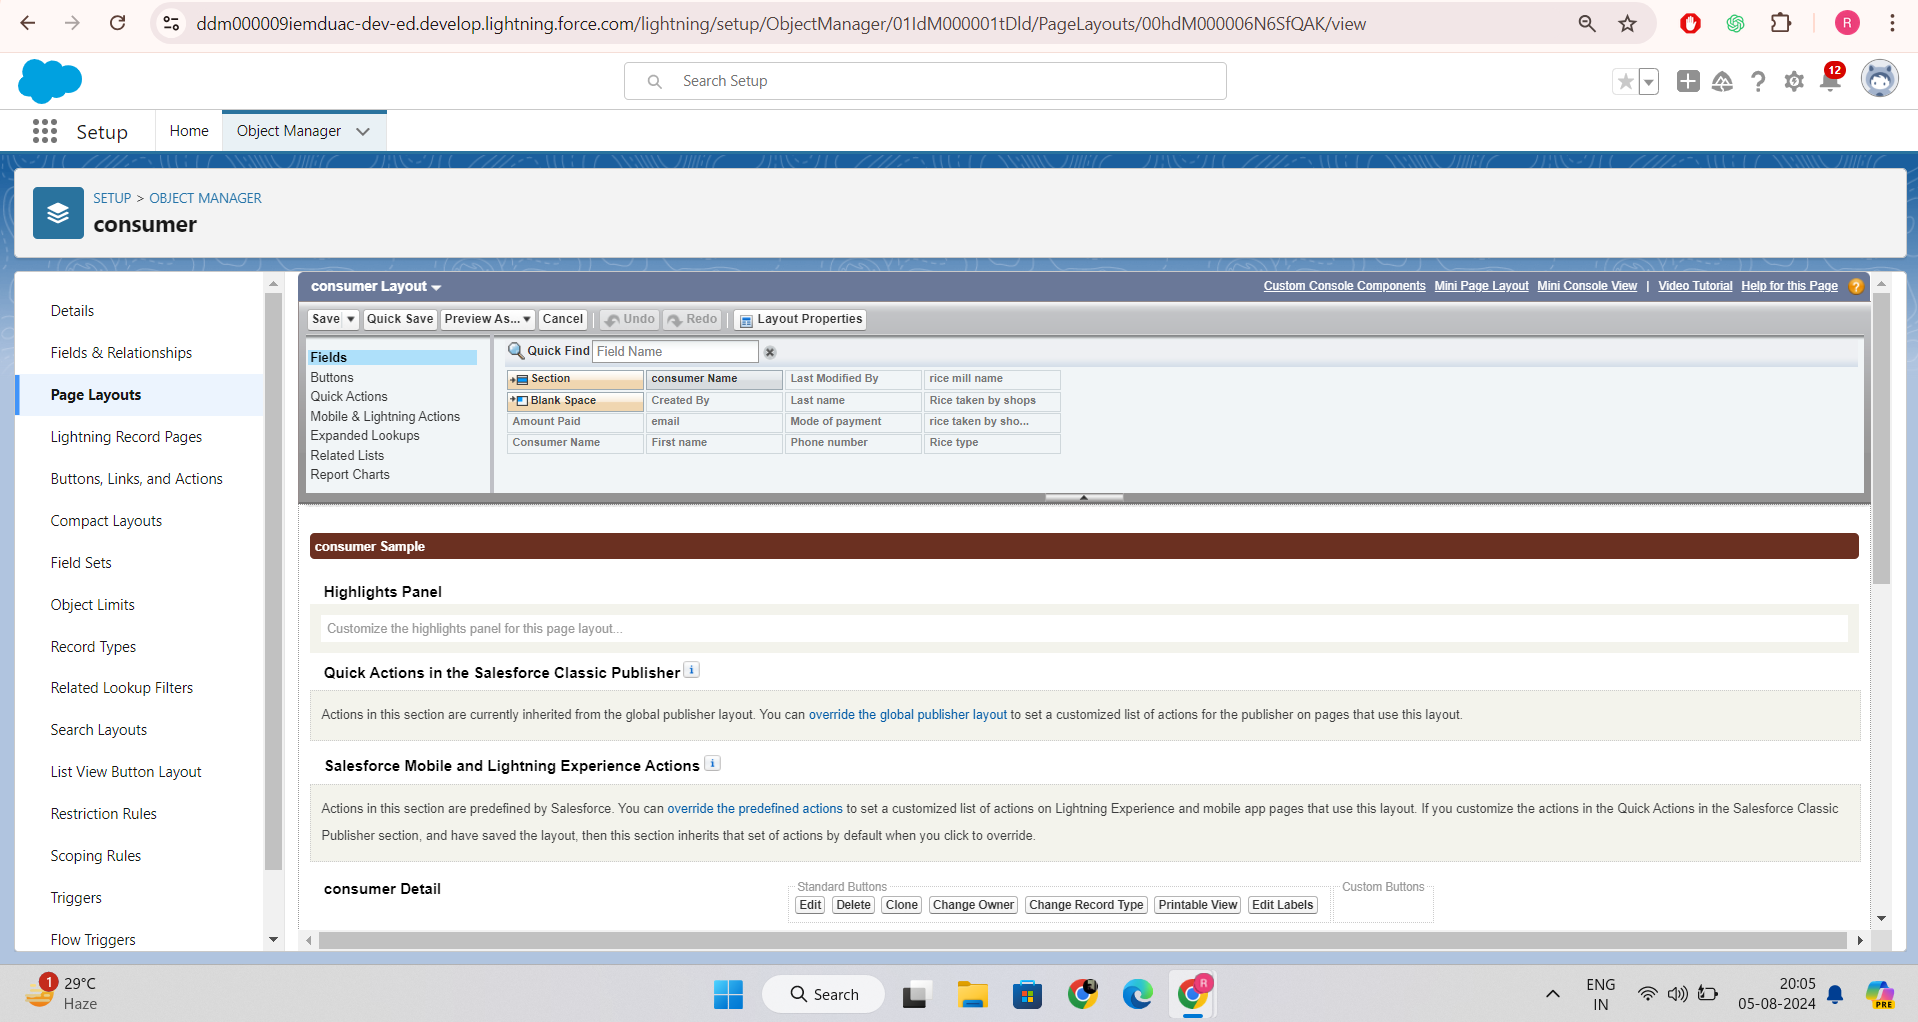 ddm000009iemduac-dev-ed.develop.lightning.force.com/lightning/setup/ObjectManager/01IdM000001tDld/PageLayouts/00hdM000006N6SfQAK/view
R
Search Setup
12
Setup
Home
Object Manager
SETUP > OBJECT MANAGER
consumer
Details
Fields & Relationships
Page Layouts
Lightning Record Pages
Buttons, Links, and Actions
Compact Layouts
Field Sets
Object Limits
Record Types
Related Lookup Filters
Search Layouts
List View Button Layout
Restriction Rules
Scoping Rules
Triggers
Flow Triggers
consumer Layout
Custom Console Components Mini Page Layout Mini Console View | Video Tutorial Help for this Page ?
Save Quick Save Preview As... Cancel Undo Redo Layout Properties
Fields
Buttons
Quick Actions
Mobile & Lightning Actions
Expanded Lookups
Related Lists
Report Charts
Quick Find Field Name
Section consumer Name Last Modified By rice mill name
Blank Space Created By Last name Rice taken by shops
Amount Paid email Mode of payment rice taken by sho...
Consumer Name First name Phone number Rice type
consumer Sample
Highlights Panel
Customize the highlights panel for this page layout...
Quick Actions in the Salesforce Classic Publisher i
Actions in this section are currently inherited from the global publisher layout. You can override the global publisher layout to set a customized list of actions for the publisher on pages that use this layout.
Salesforce Mobile and Lightning Experience Actions i
Actions in this section are predefined by Salesforce. You can override the predefined actions to set a customized list of actions on Lightning Experience and mobile app pages that use this layout. If you customize the actions in the Quick Actions in the Salesforce Classic
Publisher section, and have saved the layout, then this section inherits that set of actions by default when you click to override.
consumer Detail
Standard Buttons
Edit Delete Clone Change Owner Change Record Type Printable View Edit Labels
Custom Buttons
1
29°C
Haze
Search
R
ENG
IN
20:05
05-08-2024
PRE